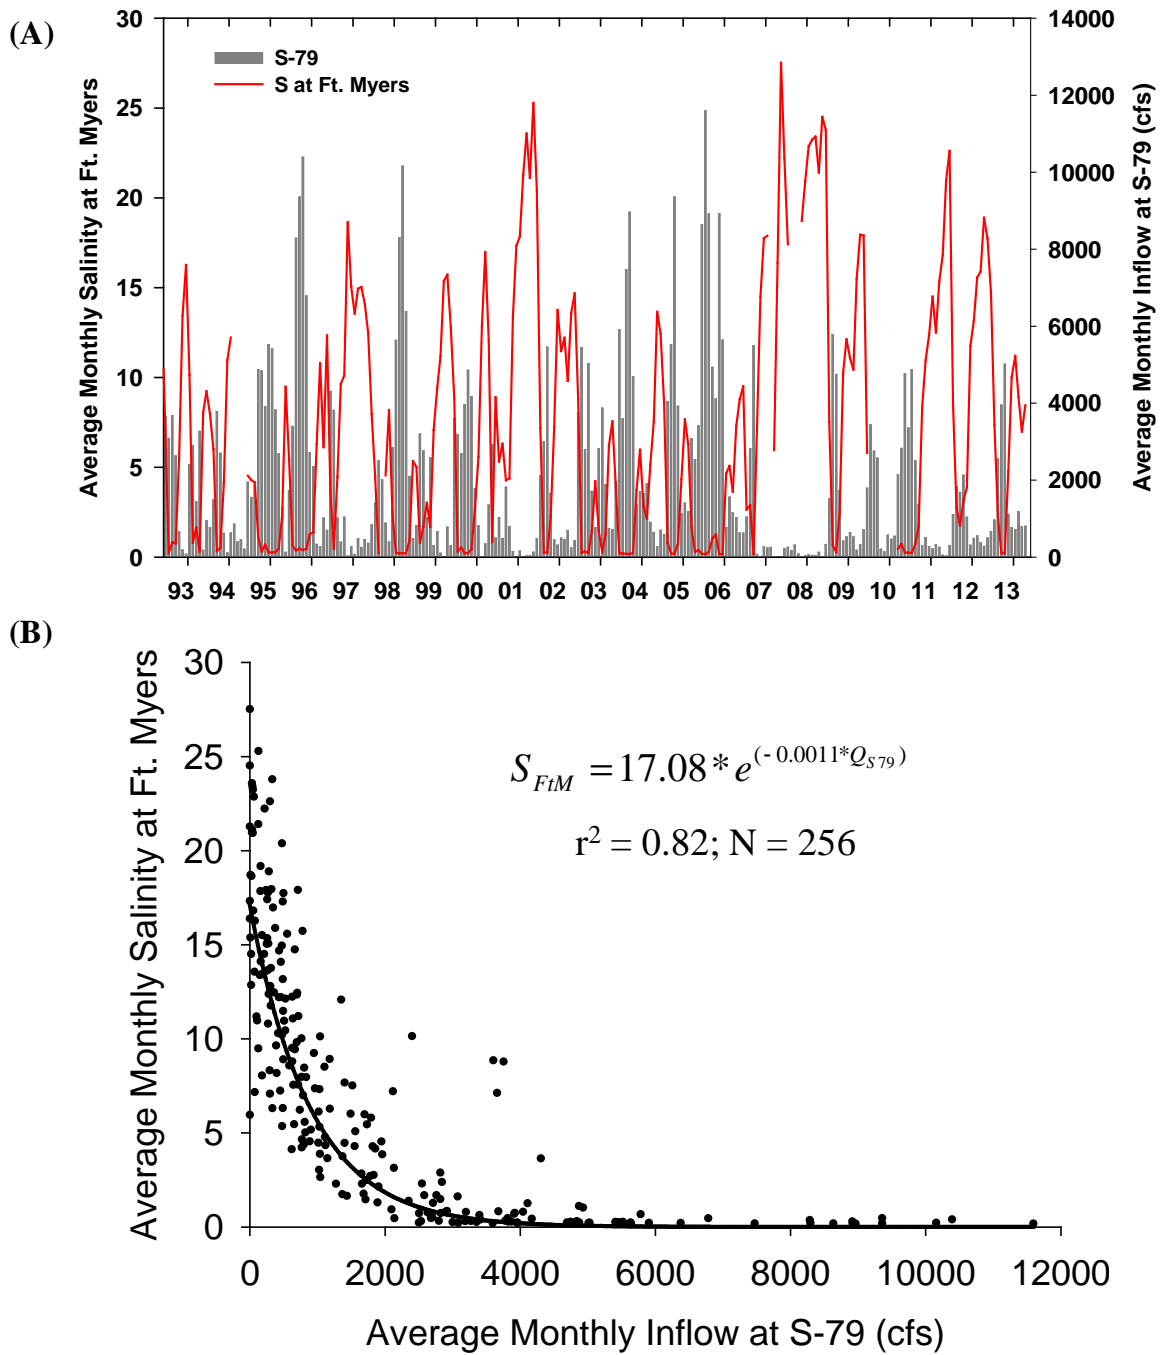 (A)
30
25
20
15
10
5
0
Average Monthly Salinity at Ft. Myers
S-79
S at Ft. Myers
14000
12000
10000
8000
6000
4000
2000
0
Average Monthly Inflow at S-79 (cfs)
93 94 95 96 97 98 99 00 01 02 03 04 05 06 07 08 09 10 11 12 13
(B)
30
25
20
15
10
5
0
Average Monthly Salinity at Ft. Myers
S_{FtM} = 17.08 * e^{(-0.0011*Q_{S79})}
r² = 0.82; N = 256
0 2000 4000 6000 8000 10000 12000
Average Monthly Inflow at S-79 (cfs)